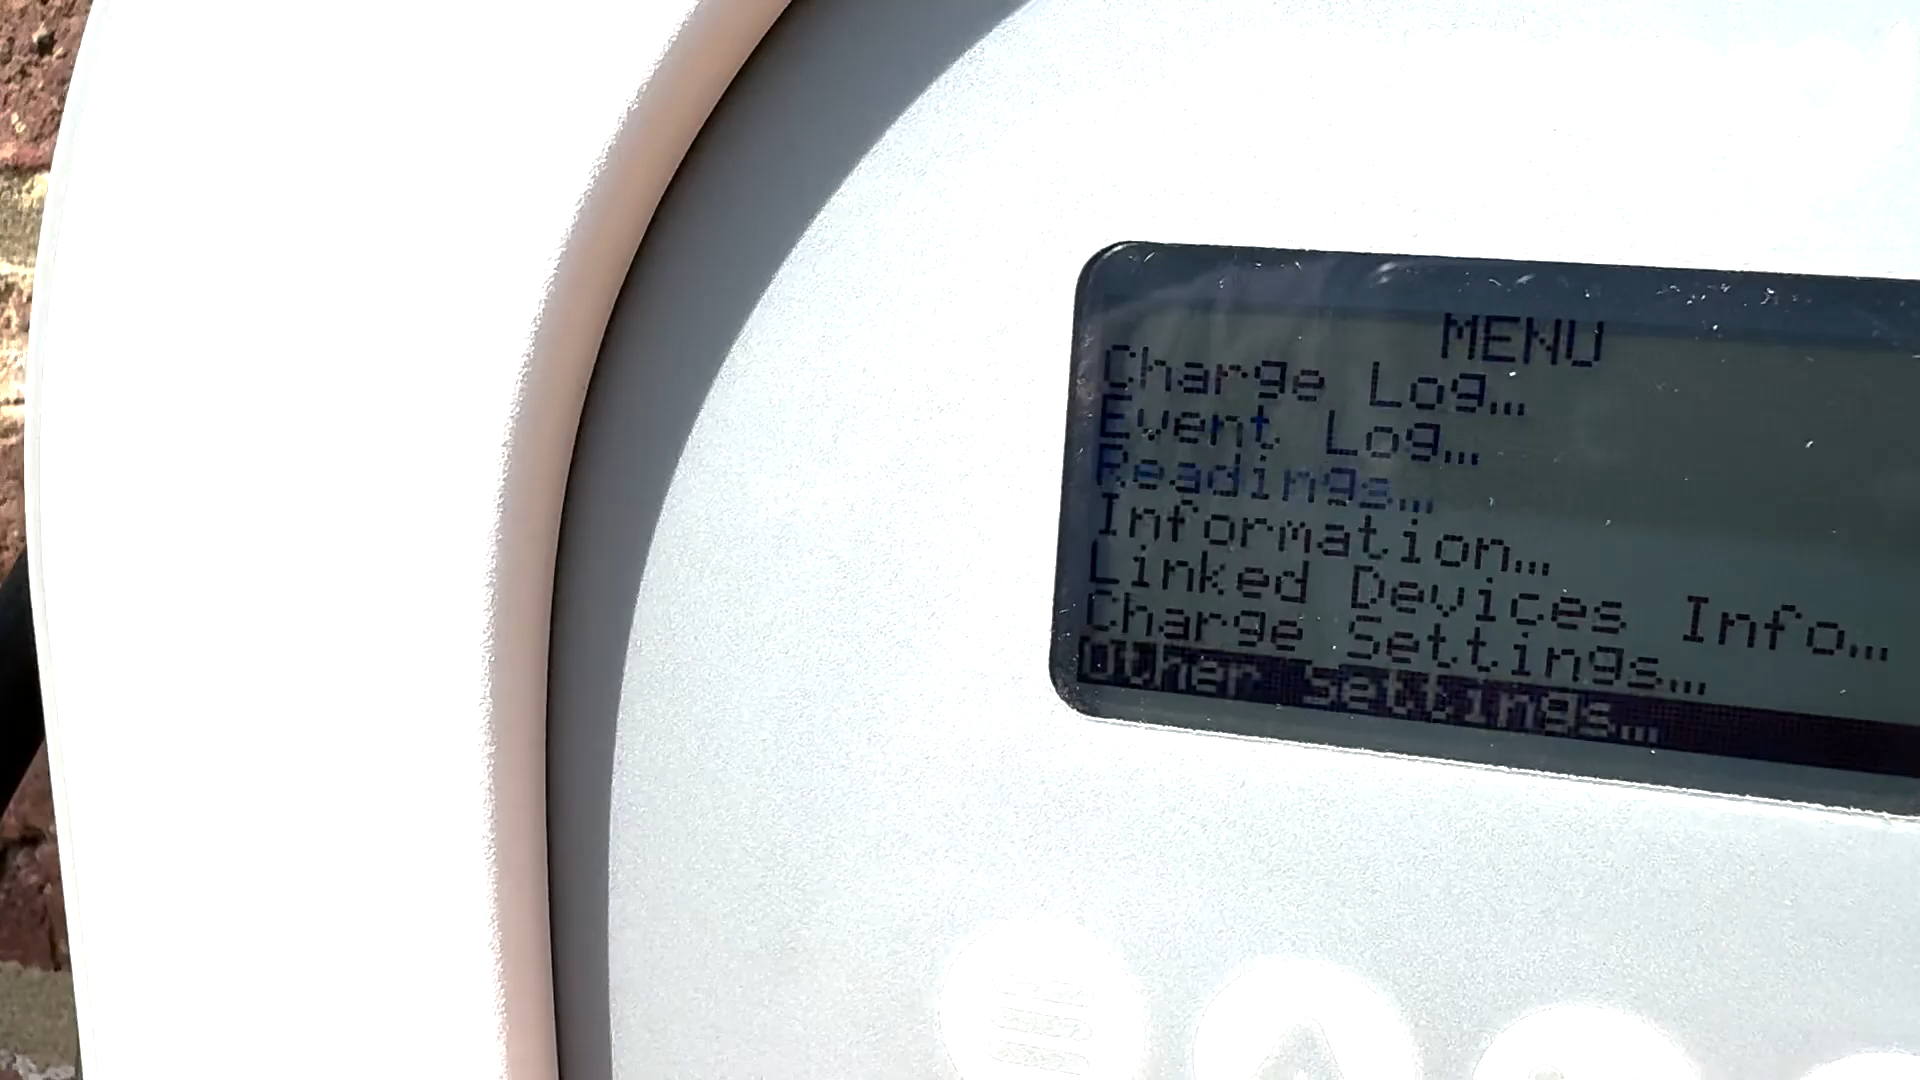 MENU
Charge Log...
Event Log...
Readings...
Information...
Linked Devices Info...
Charge Settings...
Other Settings...